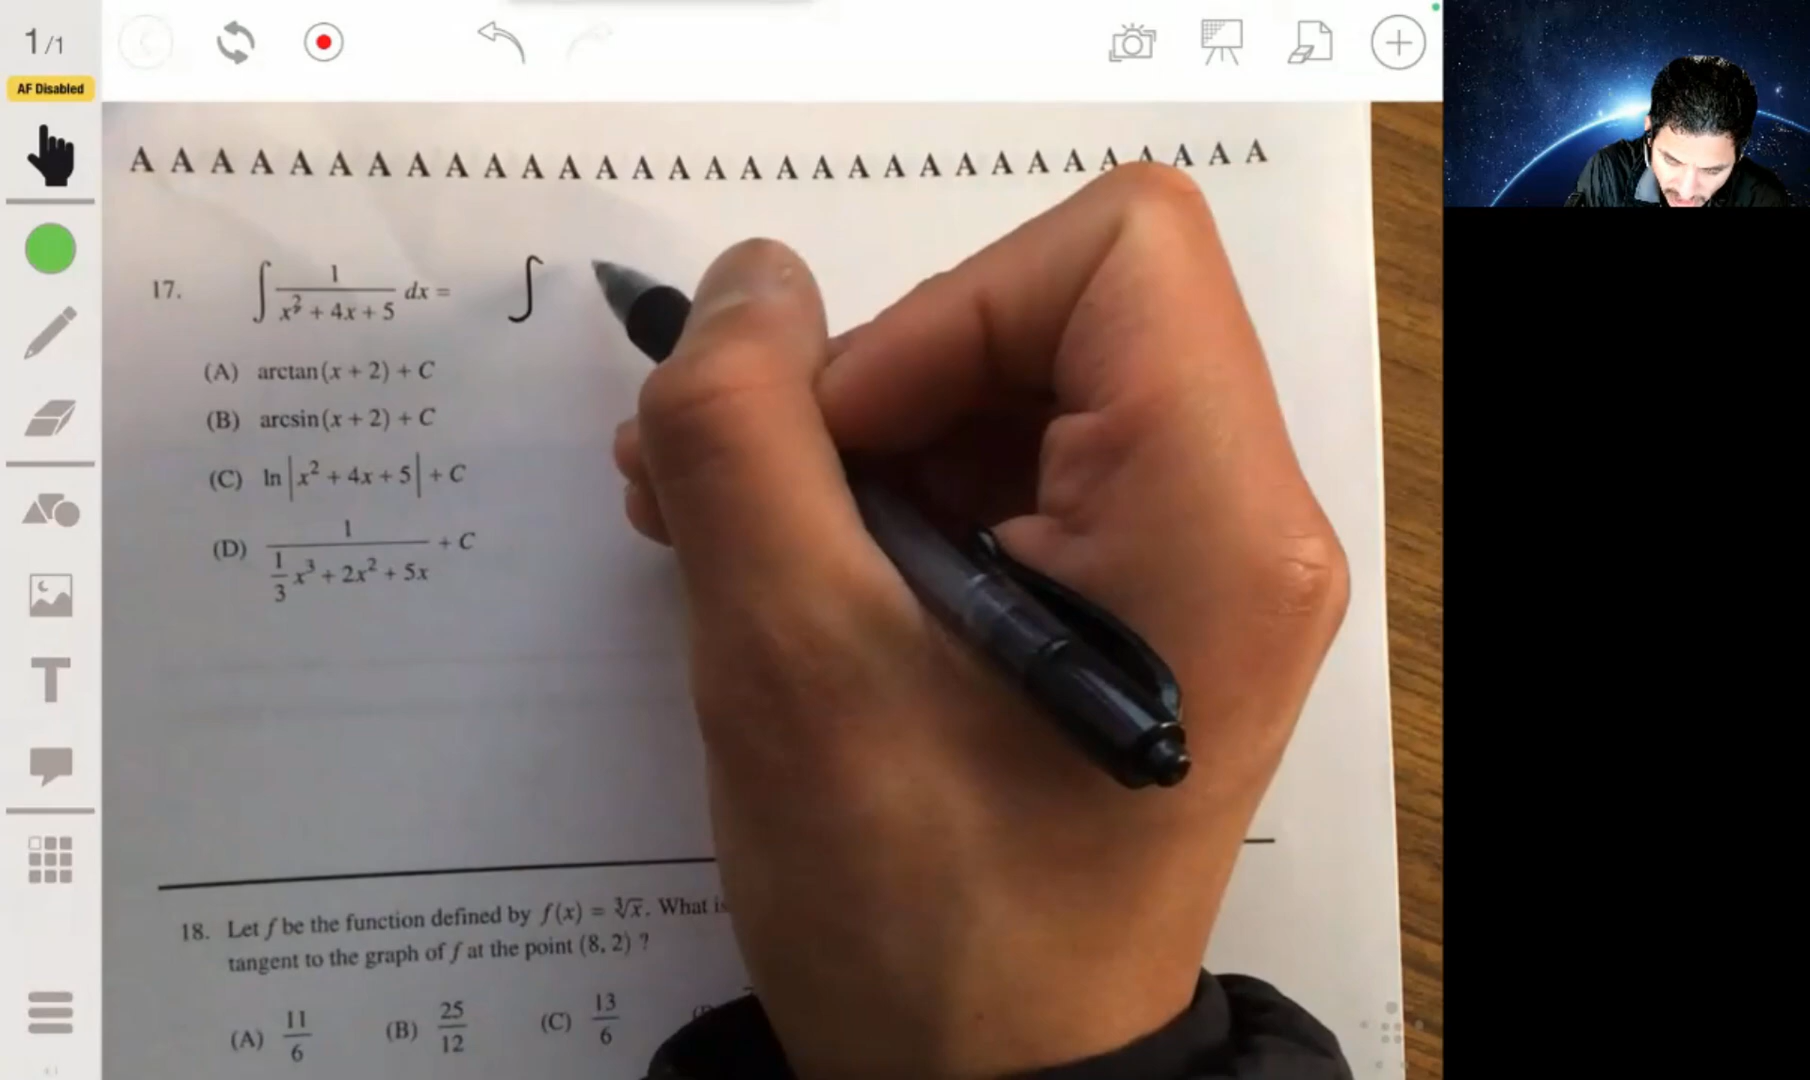 1/1
AF Disabled
A A A A A A A A A A A A A A A A A A A A A A A A A A A A A A
17. ∫ 1/(x² + 4x + 5) dx = ∫
(A) arctan(x + 2) + C
(B) arcsin(x + 2) + C
(C) ln|x² + 4x + 5| + C
(D) 1/(1/3 x³ + 2x² + 5x) + C
18. Let f be the function defined by f(x) = ∛x. What is
tangent to the graph of f at the point (8, 2) ?
(A) 11/6 (B) 25/12 (C) 13/6
T